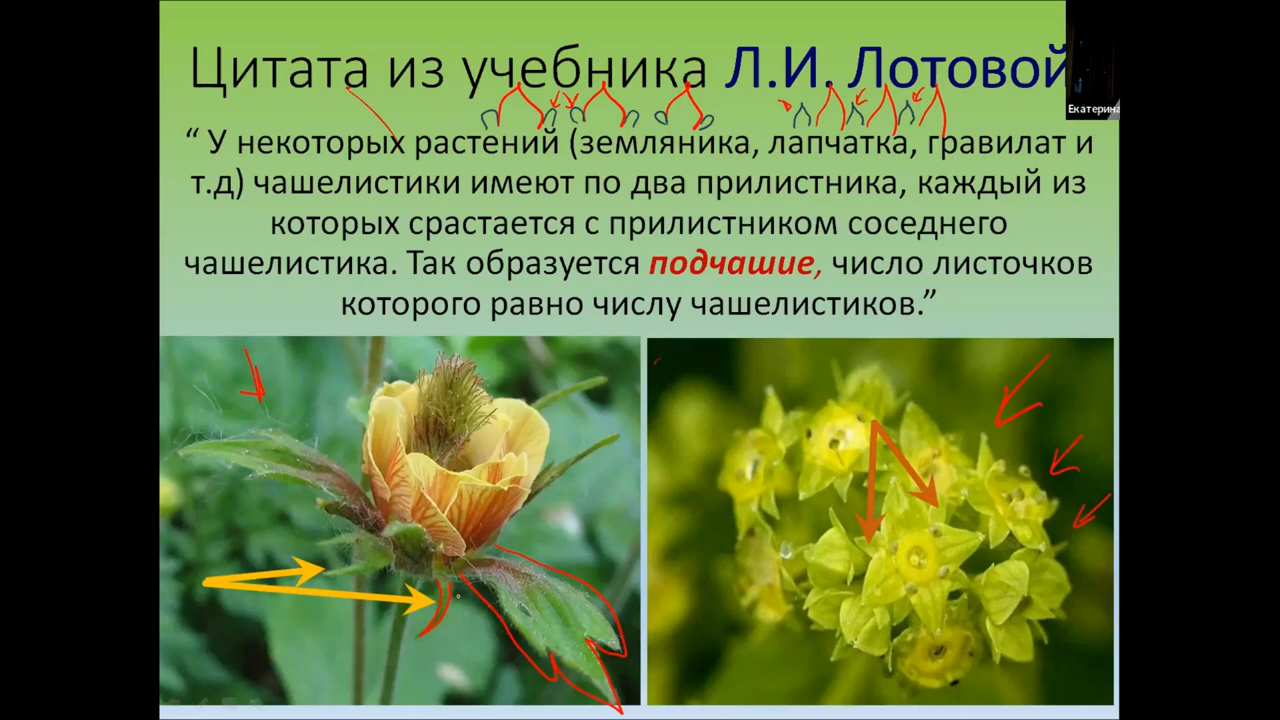 Цитата из учебника Л.И. Лотовой
Екатерина
“ У некоторых растений (земляника, лапчатка, гравилат и
т.д) чашелистики имеют по два прилистника, каждый из
которых срастается с прилистником соседнего
чашелистика. Так образуется подчашие, число листочков
которого равно числу чашелистиков.”